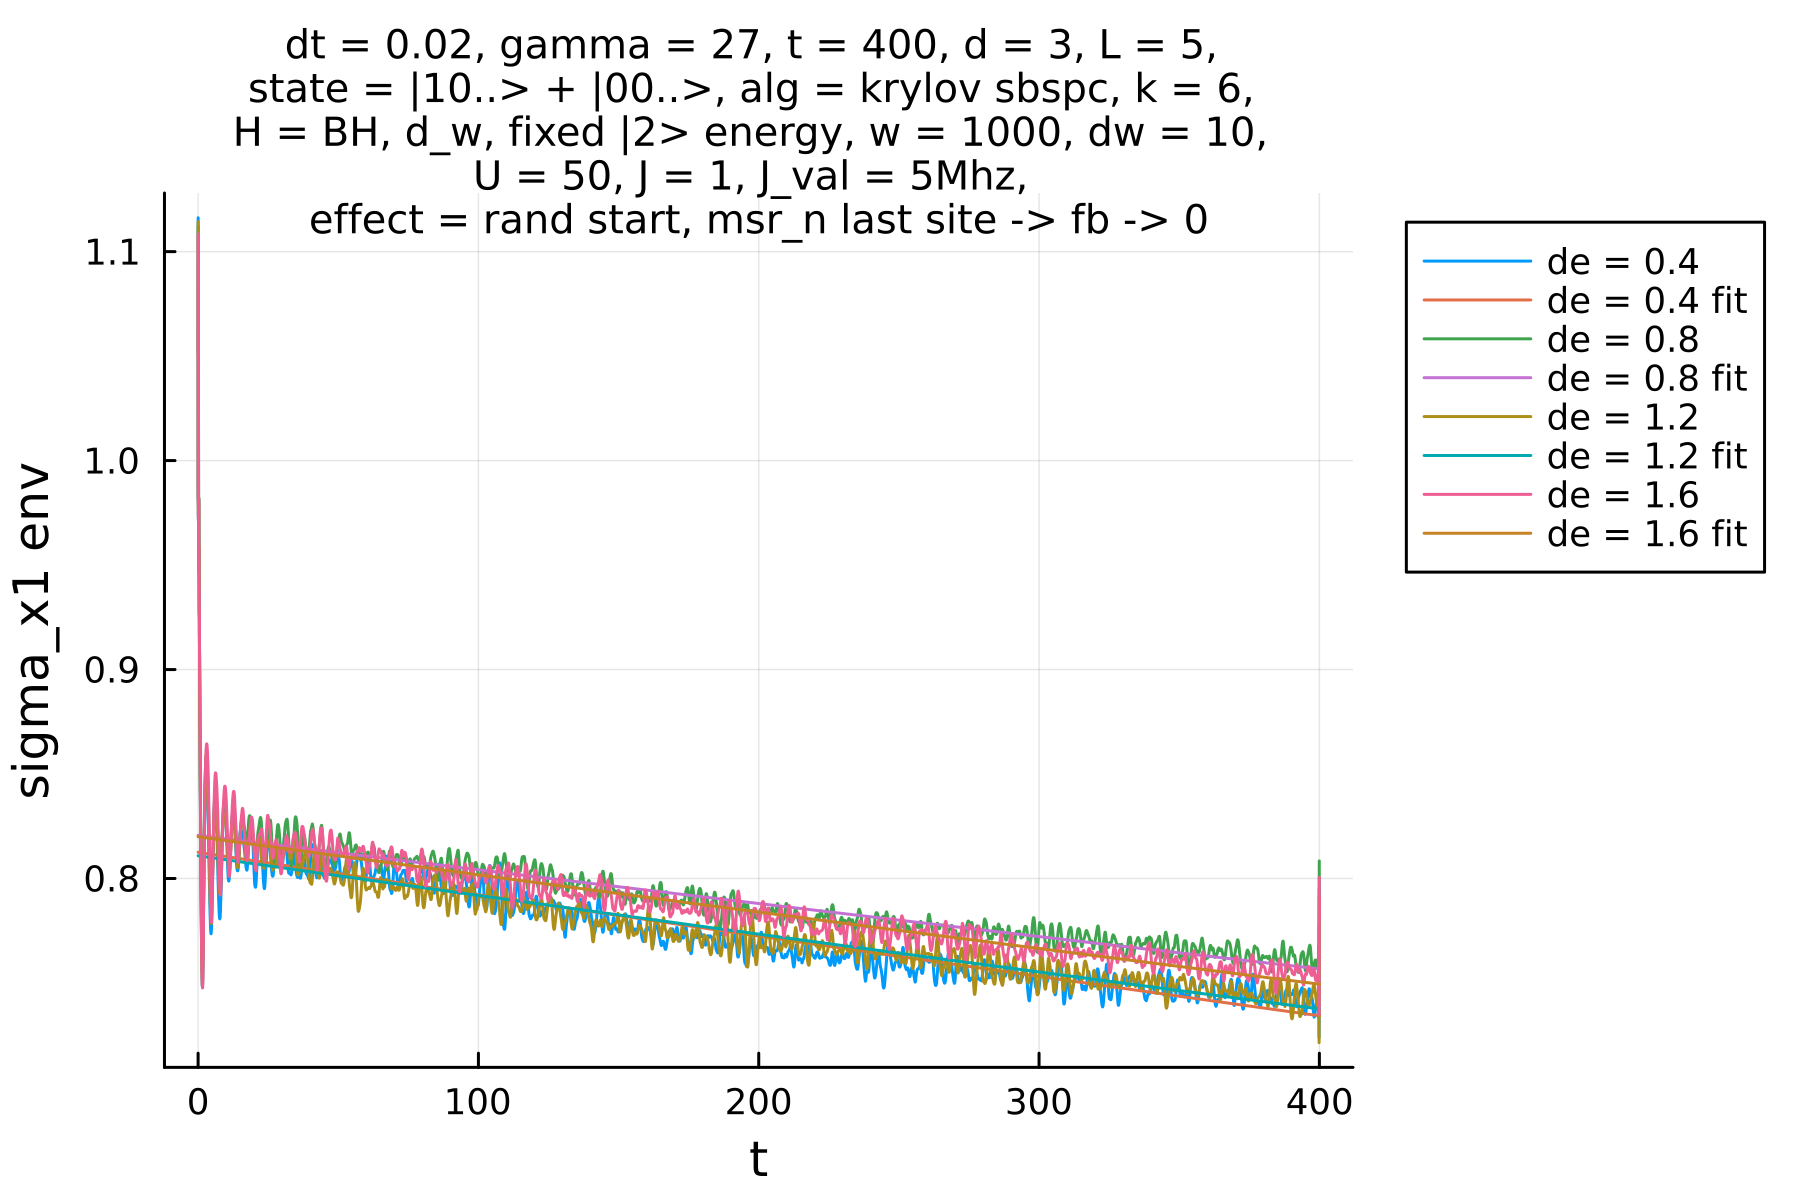 dt = 0.02, gamma = 27, t = 400, d = 3, L = 5,
state = |10..> + |00..>, alg = krylov sbspc, k = 6,
H = BH, d_w, fixed |2> energy, w = 1000, dw = 10,
U = 50, J = 1, J_val = 5Mhz,
effect = rand start, msr_n last site -> fb -> 0
sigma_x1 env
1.1
1.0
0.9
0.8
0
100
200
300
400
t
de = 0.4
de = 0.4 fit
de = 0.8
de = 0.8 fit
de = 1.2
de = 1.2 fit
de = 1.6
de = 1.6 fit